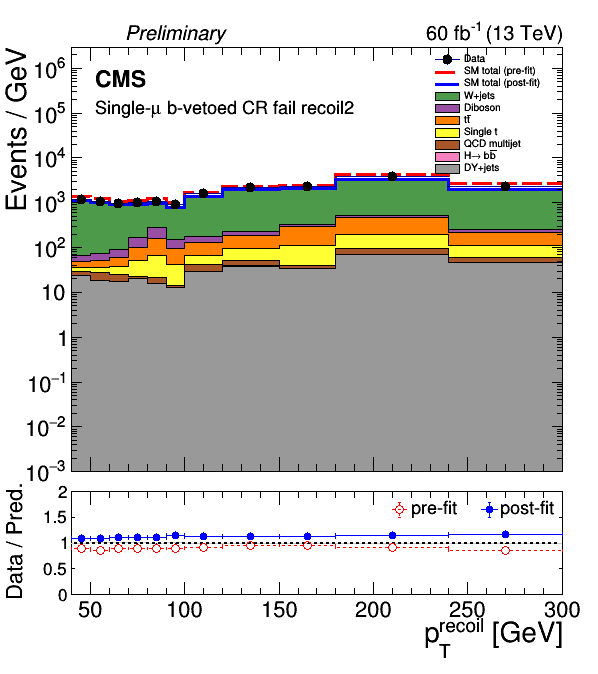 Preliminary 60 fb⁻¹ (13 TeV)
CMS
Single-μ b-vetoed CR fail recoil2
Data
SM total (pre-fit)
SM total (post-fit)
W+jets
Diboson
tt̅
Single t
QCD multijet
H→ bb̅
DY+jets
Events / GeV
10⁶
10⁵
10⁴
10³
10²
10
1
10⁻¹
10⁻²
10⁻³
pre-fit post-fit
Data / Pred.
2
1.5
1
0.5
0
50 100 150 200 250 300
p_T^recoil [GeV]